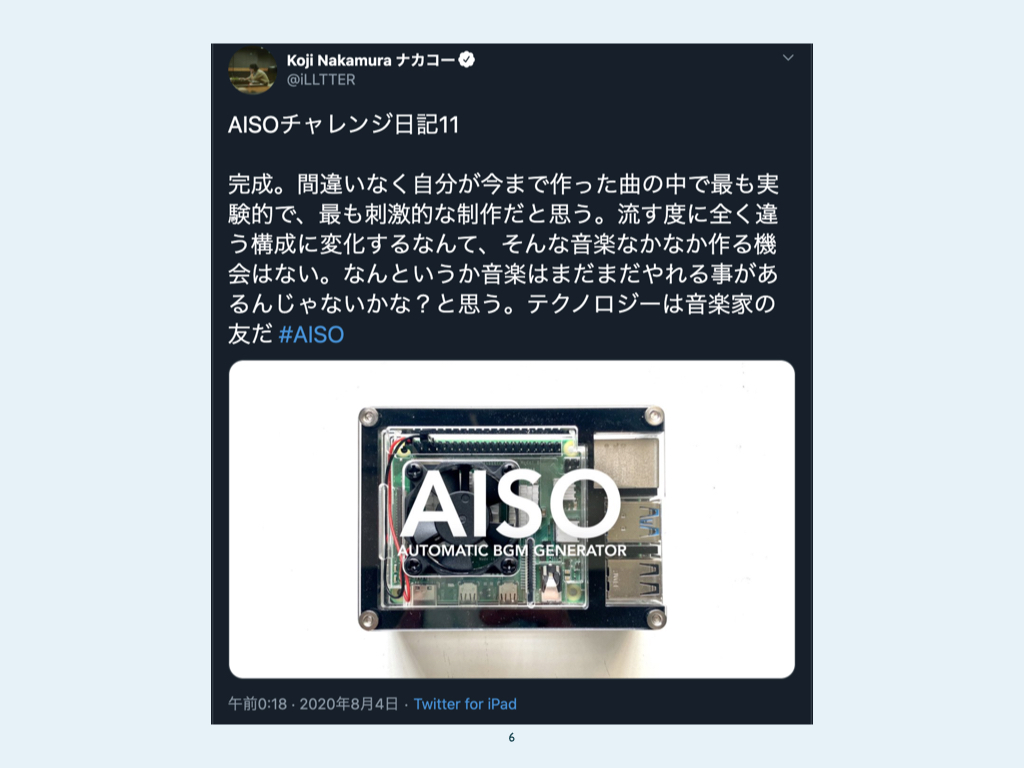 Koji Nakamura ナカコー
@iLLTTER
AISOチャレンジ日記11
完成。間違いなく自分が今まで作った曲の中で最も実
験的で、最も刺激的な制作だと思う。流す度に全く違
う構成に変化するなんて、そんな音楽なかなか作る機
会はない。なんというか音楽はまだまだやれる事があ
るんじゃないかな？と思う。テクノロジーは音楽家の
友だ #AISO
AISO
AUTOMATIC BGM GENERATOR
午前0:18 · 2020年8月4日 · Twitter for iPad
6